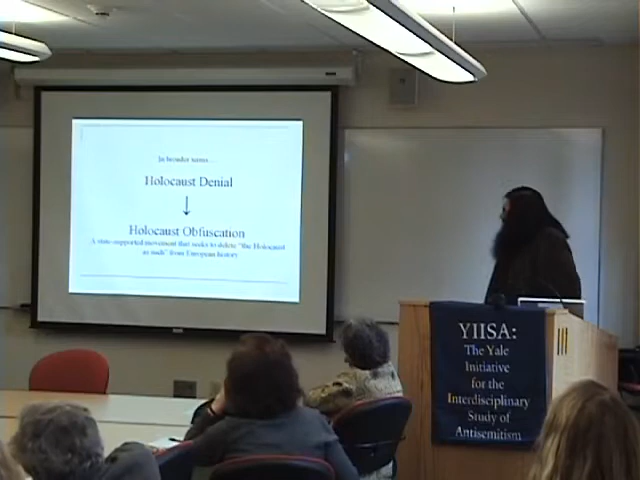 In broader terms...
Holocaust Denial
↓
Holocaust Obfuscation
A state-supported movement that seeks to delete "the Holocaust
as such" from European history
YIISA:
The Yale
Initiative
for the
Interdisciplinary
Study of
Antisemitism